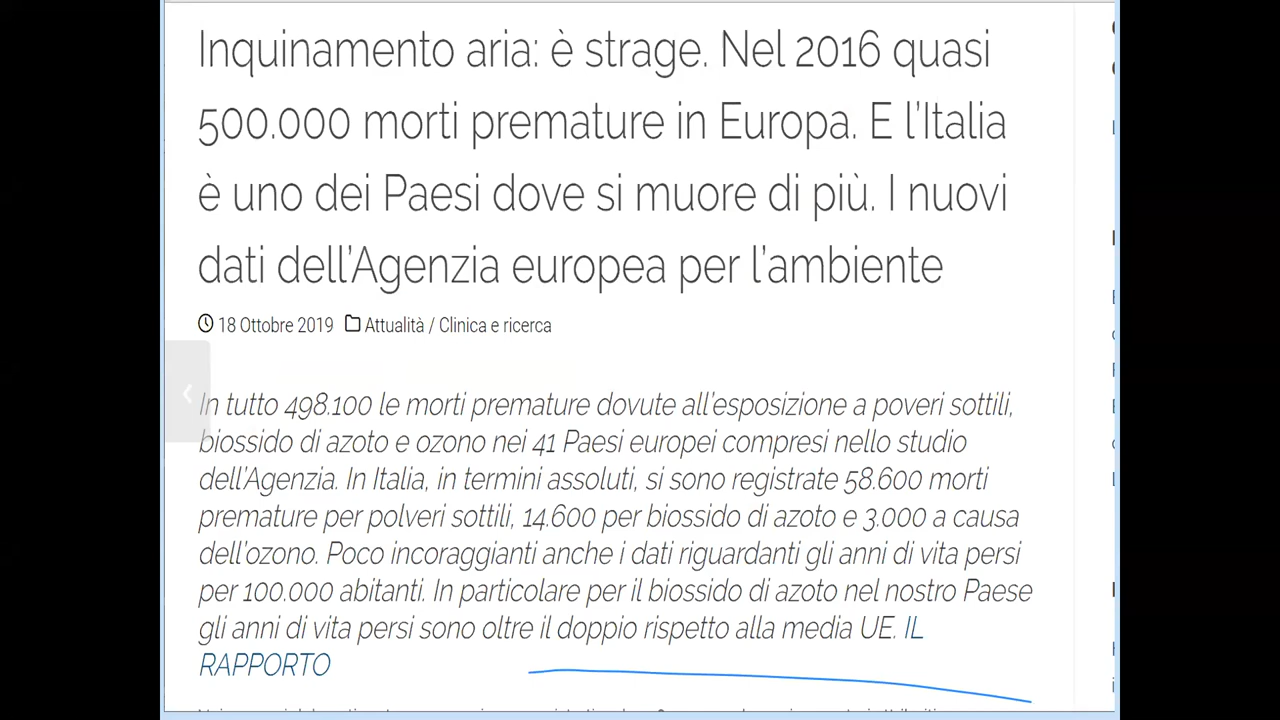 Inquinamento aria: è strage. Nel 2016 quasi
500.000 morti premature in Europa. E l'Italia
è uno dei Paesi dove si muore di più. I nuovi
dati dell'Agenzia europea per l'ambiente
18 Ottobre 2019 Attualità / Clinica e ricerca
In tutto 498.100 le morti premature dovute all'esposizione a poveri sottili,
biossido di azoto e ozono nei 41 Paesi europei compresi nello studio
dell'Agenzia. In Italia, in termini assoluti, si sono registrate 58.600 morti
premature per polveri sottili, 14.600 per biossido di azoto e 3.000 a causa
dell'ozono. Poco incoraggianti anche i dati riguardanti gli anni di vita persi
per 100.000 abitanti. In particolare per il biossido di azoto nel nostro Paese
gli anni di vita persi sono oltre il doppio rispetto alla media UE. IL
RAPPORTO